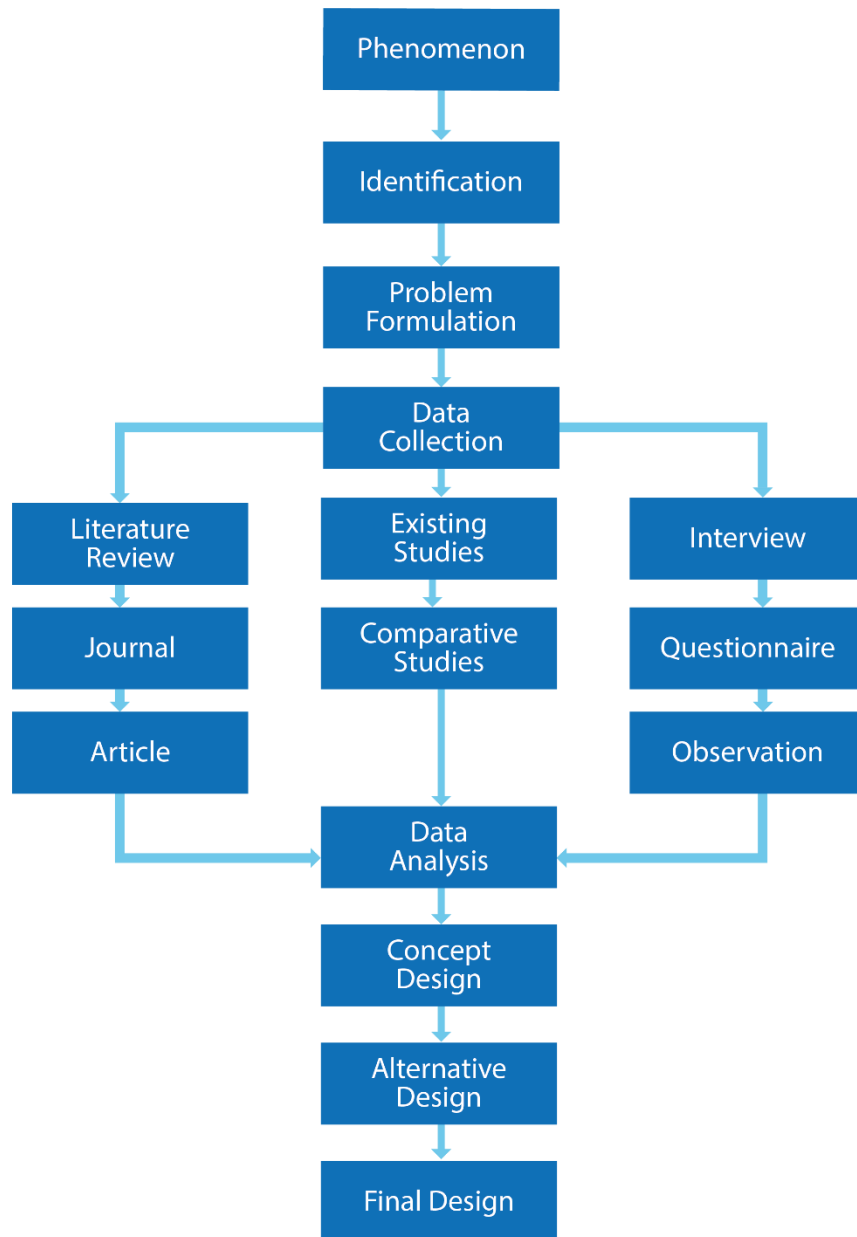 Phenomenon
Identification
Problem
Formulation
Data
Collection
Literature
Review
Existing
Studies
Interview
Journal
Comparative
Studies
Questionnaire
Article
Observation
Data
Analysis
Concept
Design
Alternative
Design
Final Design